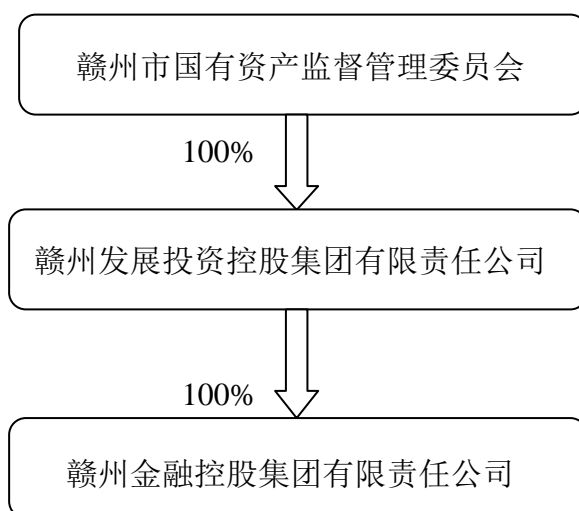 赣州市国有资产监督管理委员会
100%
赣州发展投资控股集团有限责任公司
100%
赣州金融控股集团有限责任公司